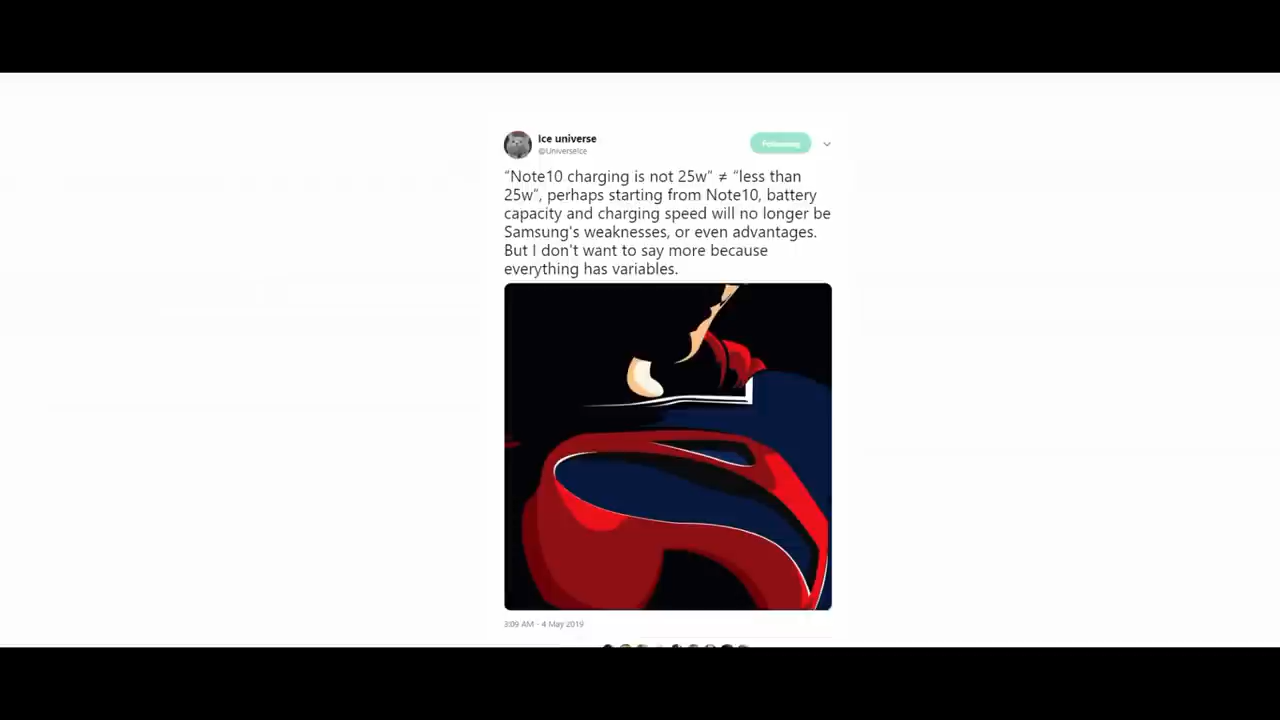 Ice universe
@UniverseIce
Following
“Note10 charging is not 25w” ≠ “less than
25w”, perhaps starting from Note10, battery
capacity and charging speed will no longer be
Samsung's weaknesses, or even advantages.
But I don't want to say more because
everything has variables.
3:09 AM - 4 May 2019